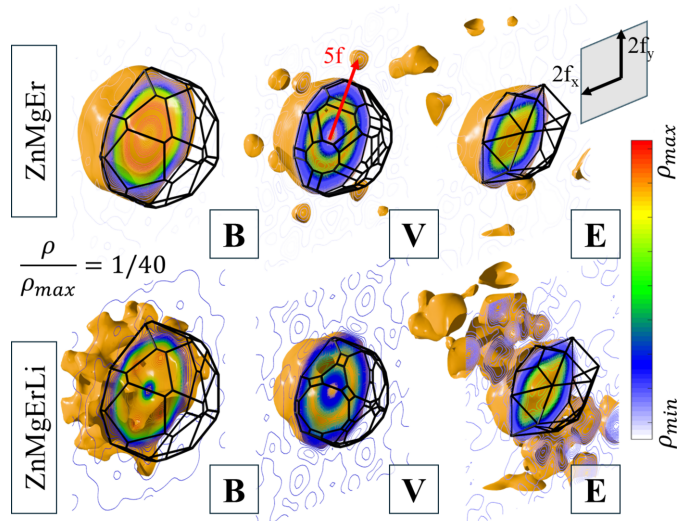 ZnMgEr
5f
2f_y
2f_x
B
V
E
ρ_max
ρ/ρ_max = 1/40
ZnMgErLi
B
V
E
ρ_min